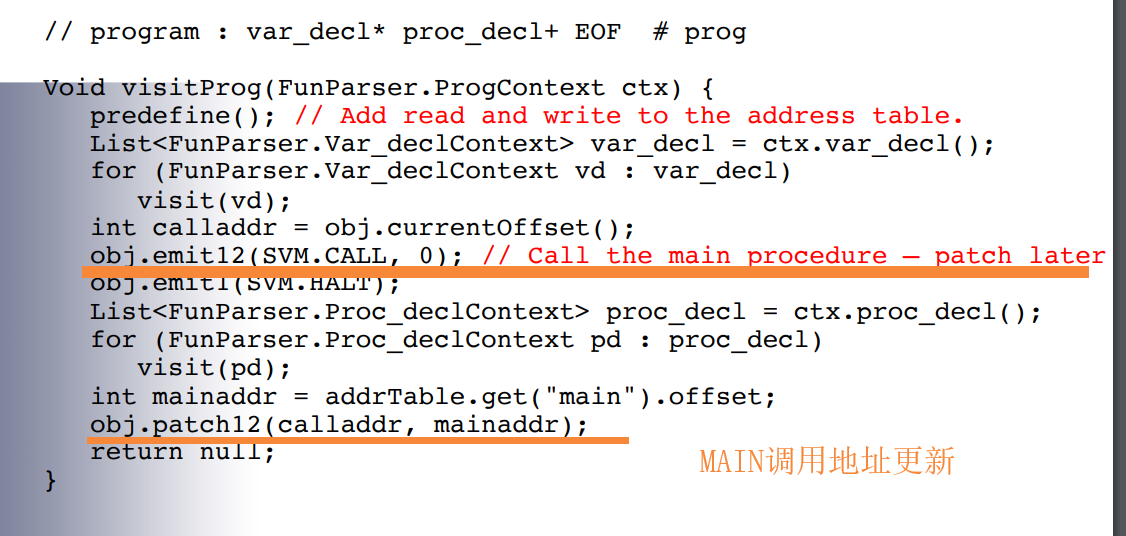 // program : var_decl* proc_decl+ EOF  # prog
Void visitProg(FunParser.ProgContext ctx) {
   predefine(); // Add read and write to the address table.
   List<FunParser.Var_declContext> var_decl = ctx.var_decl();
   for (FunParser.Var_declContext vd : var_decl)
      visit(vd);
   int calladdr = obj.currentOffset();
   obj.emit12(SVM.CALL, 0); // Call the main procedure – patch later
   obj.emit1(SVM.HALT);
   List<FunParser.Proc_declContext> proc_decl = ctx.proc_decl();
   for (FunParser.Proc_declContext pd : proc_decl)
      visit(pd);
   int mainaddr = addrTable.get("main").offset;
   obj.patch12(calladdr, mainaddr);
   return null;
MAIN调用地址更新
}